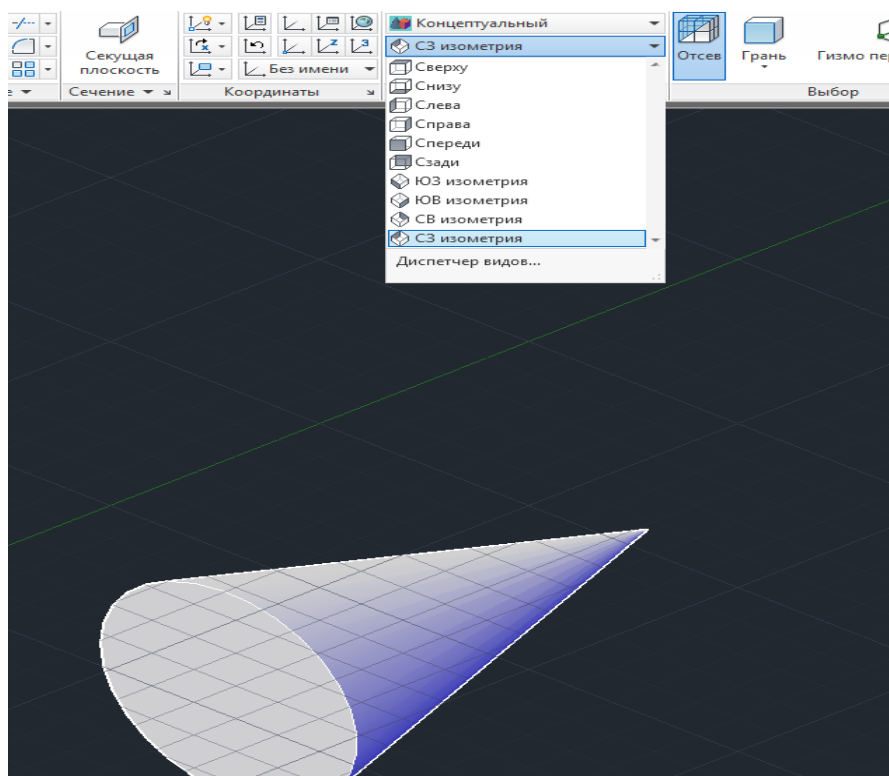 Секущая
плоскость
Сечение
Без имени
Координаты
Концептуальный
СЗ изометрия
Сверху
Снизу
Слева
Справа
Спереди
Сзади
ЮЗ изометрия
ЮВ изометрия
СВ изометрия
СЗ изометрия
Диспетчер видов...
Отсев
Грань
Гизмо пер
Выбор